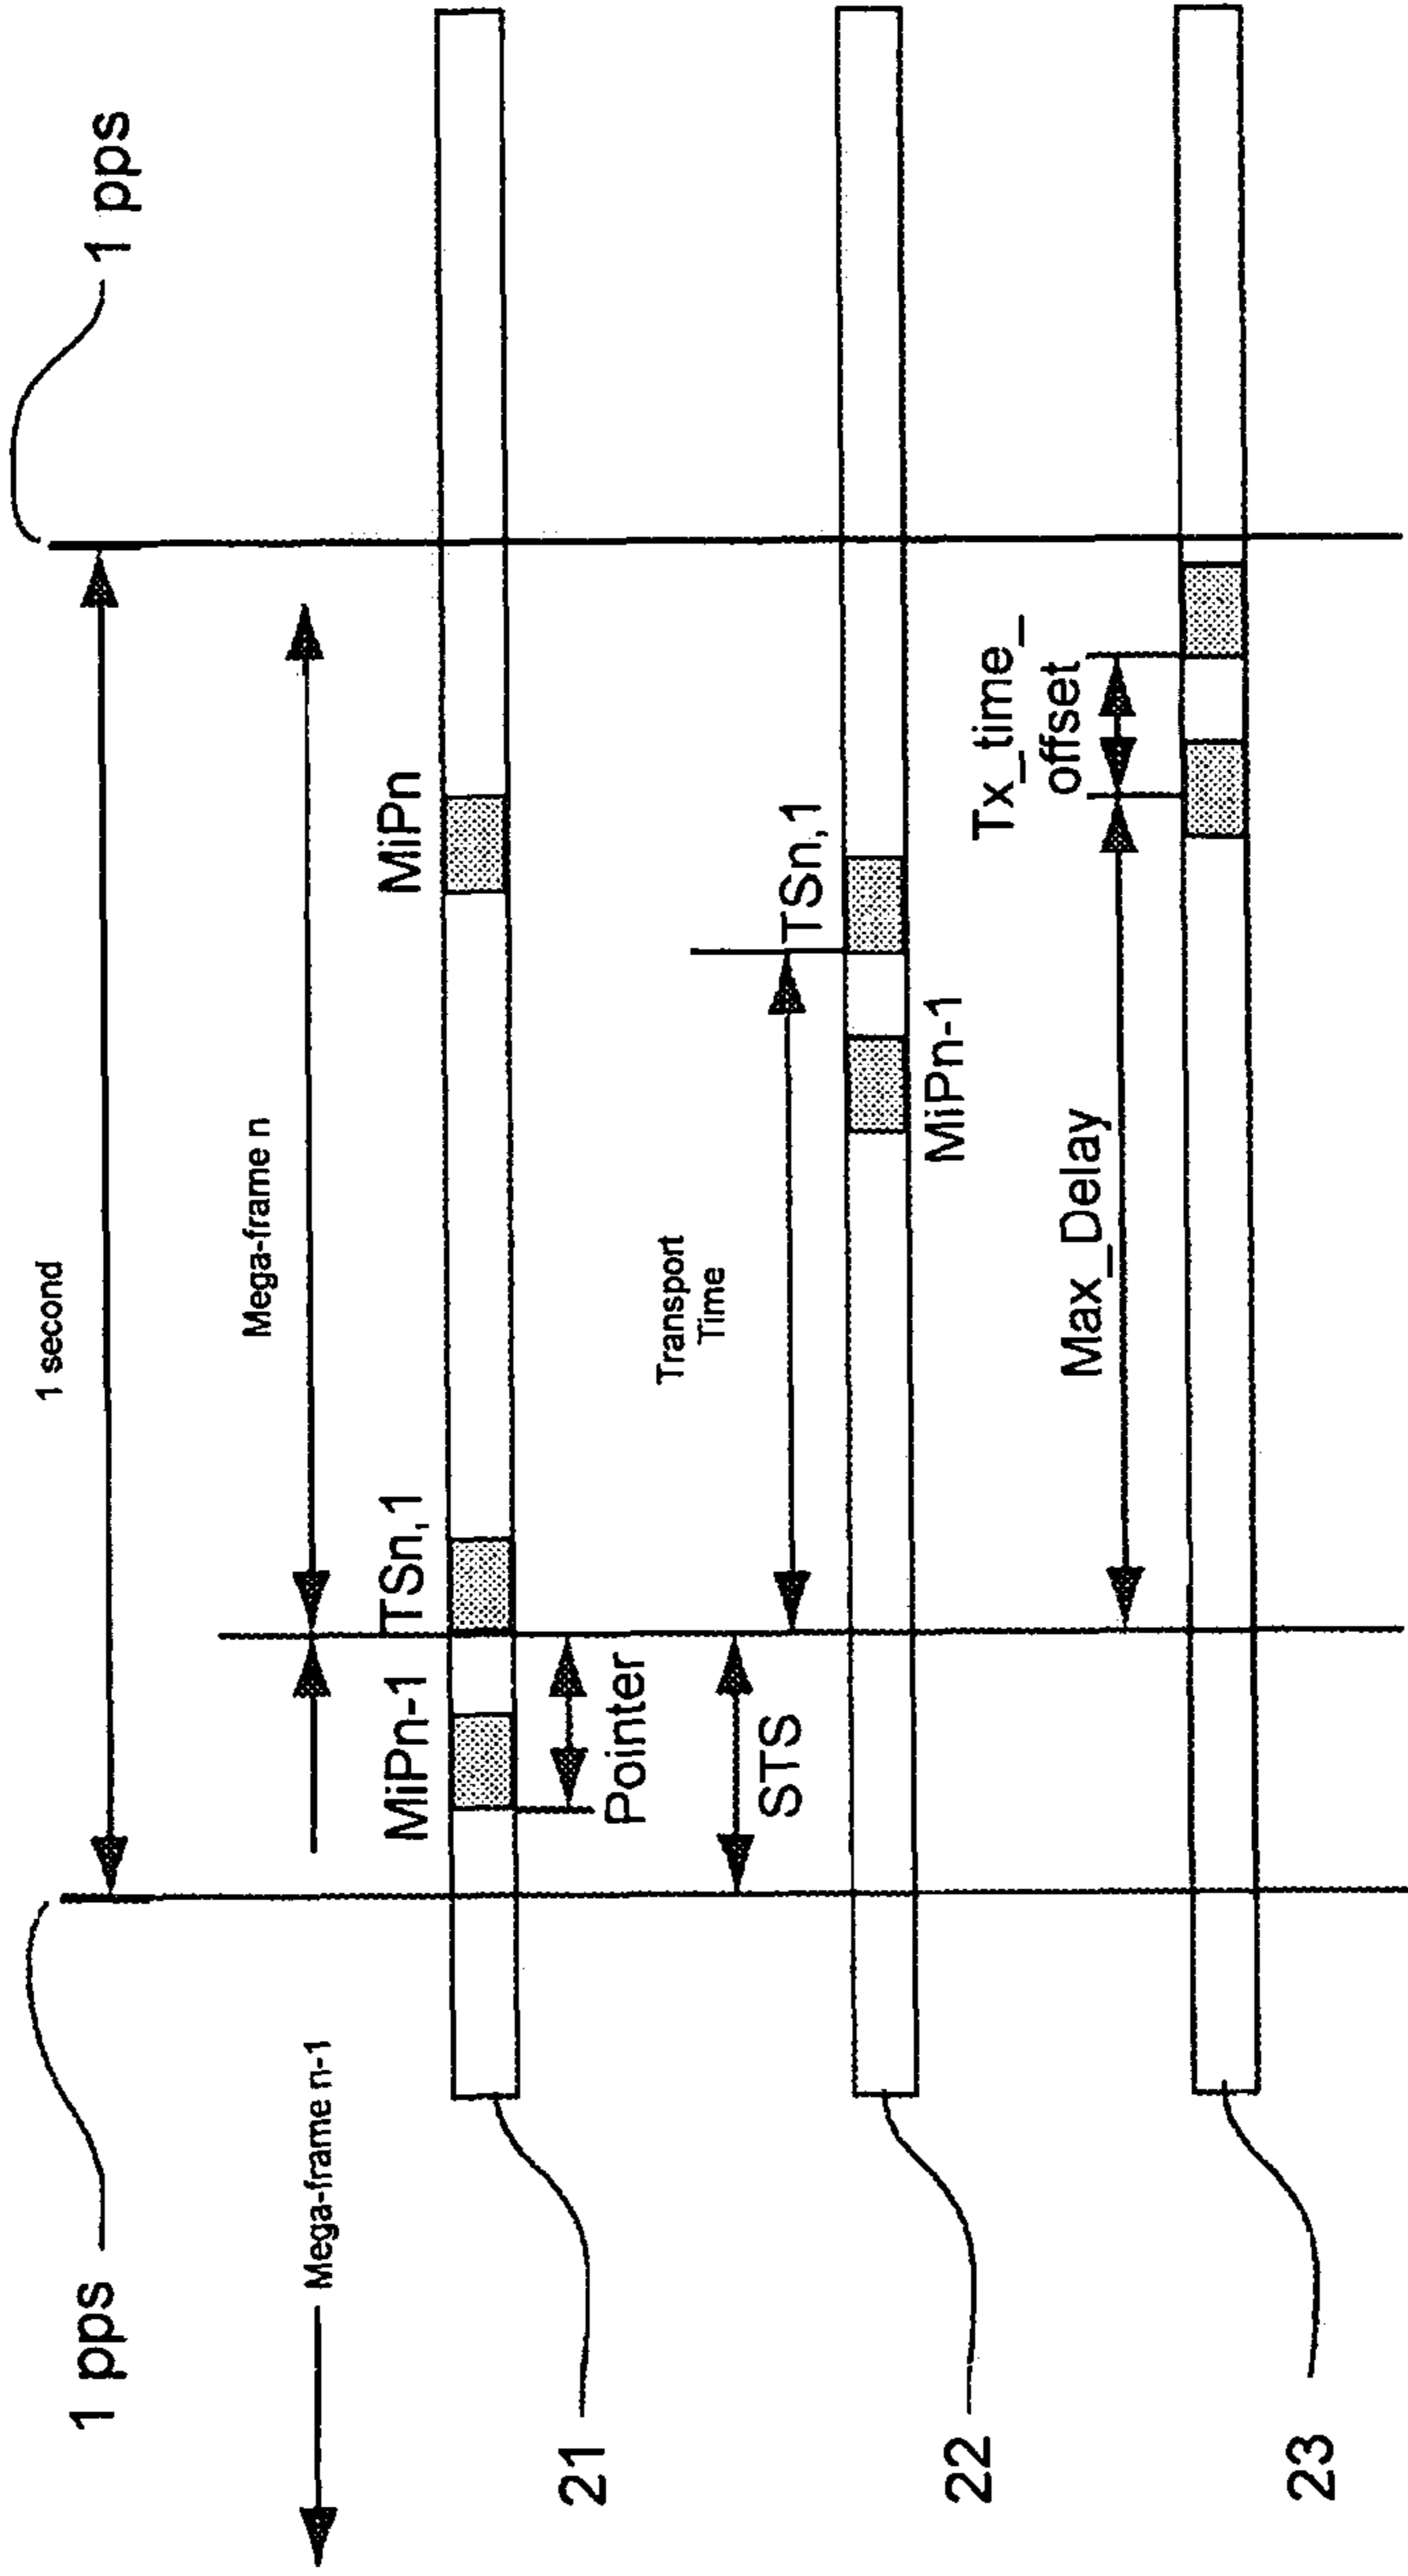 1 pps
1 second
1 pps
Mega-frame n-1
Mega-frame n
MiPn-1
TSn,1
MiPn
21
Pointer
STS
Transport
Time
TSn,1
22
MiPn-1
Tx_time_
offset
Max_Delay
23